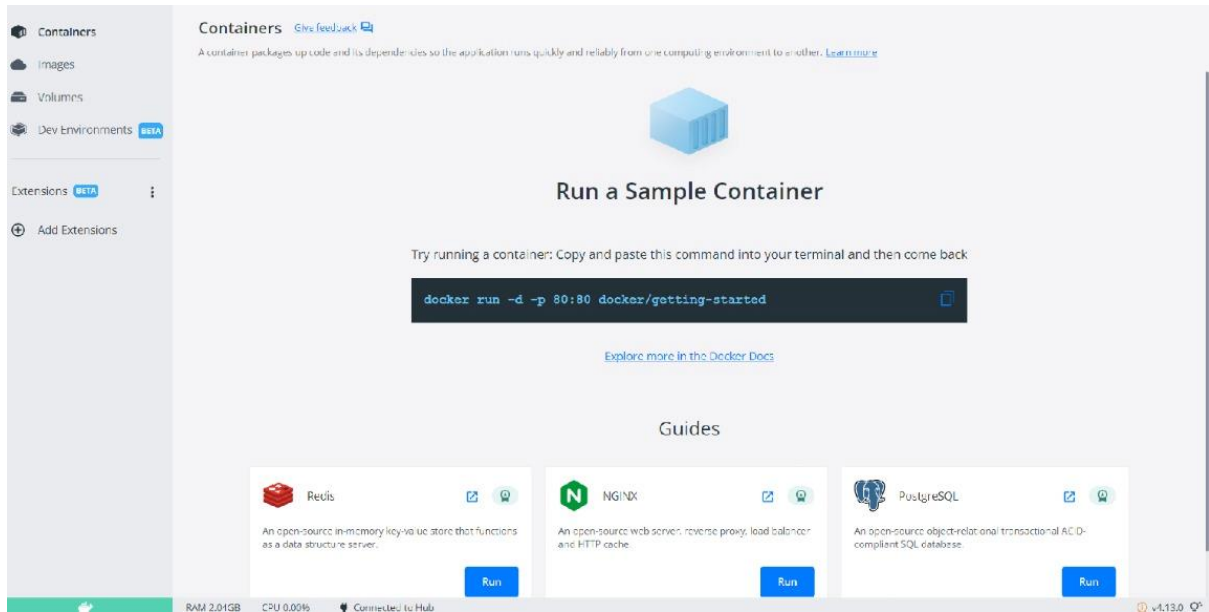 Containers
Images
Volumes
Dev Environments BETA
Extensions BETA
Add Extensions
Containers Give feedback
A container packages up code and its dependencies so the application runs quickly and reliably from one computing environment to another. Learn more
Run a Sample Container
Try running a container: Copy and paste this command into your terminal and then come back
docker run -d -p 80:80 docker/getting-started
Explore more in the Docker Docs
Guides
Redis
An open-source in-memory key-value store that functions
as a data structure server.
Run
NGINX
An open-source web server, reverse proxy, load balancer
and HTTP cache.
Run
PostgreSQL
An open-source object-relational transactional ACID-
compliant SQL database.
Run
RAM 2.01GB CPU 0.00% Connected to Hub v4.13.0